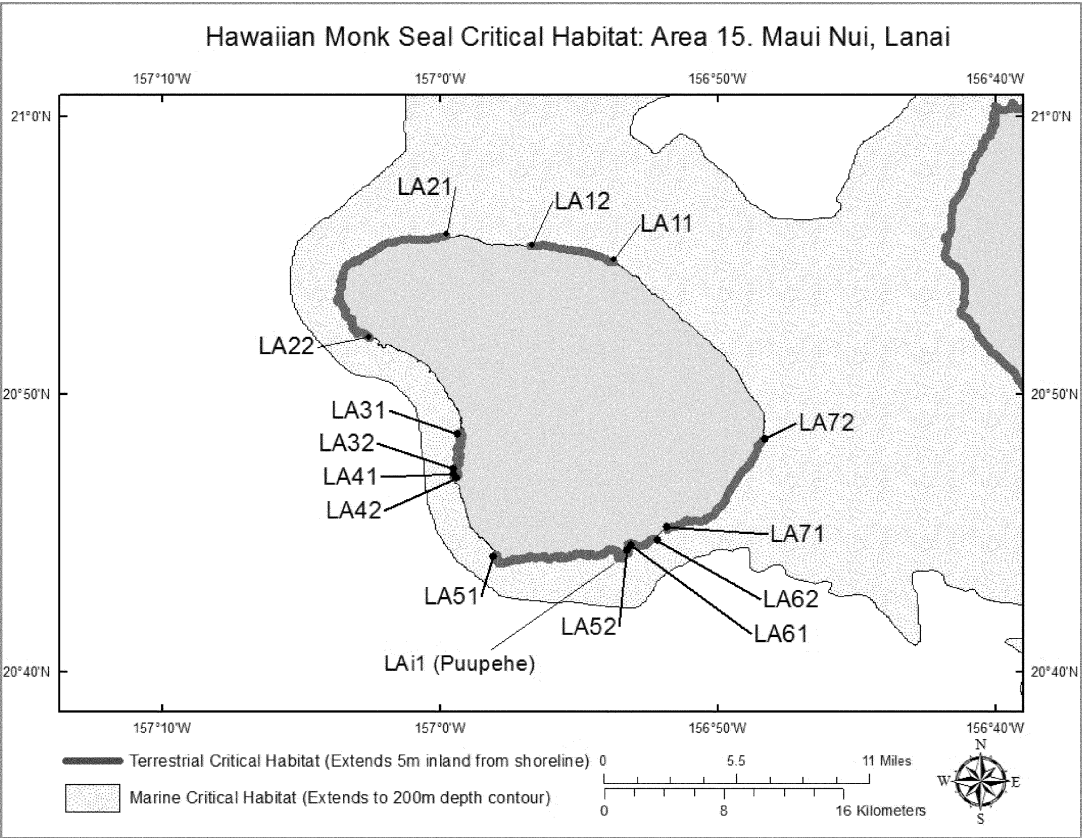 Hawaiian Monk Seal Critical Habitat: Area 15. Maui Nui, Lanai
157°10'W 157°0'W 156°50'W 156°40'W
21°0'N 21°0'N
LA21
LA12
LA11
LA22
20°50'N 20°50'N
LA31
LA72
LA32
LA41
LA42
LA71
LA51
LA62
LA52
LA61
LAi1 (Puupehe)
20°40'N 20°40'N
157°10'W 157°0'W 156°50'W 156°40'W
Terrestrial Critical Habitat (Extends 5m inland from shoreline)
Marine Critical Habitat (Extends to 200m depth contour)
0 5.5 11 Miles
0 8 16 Kilometers
N
W E
S